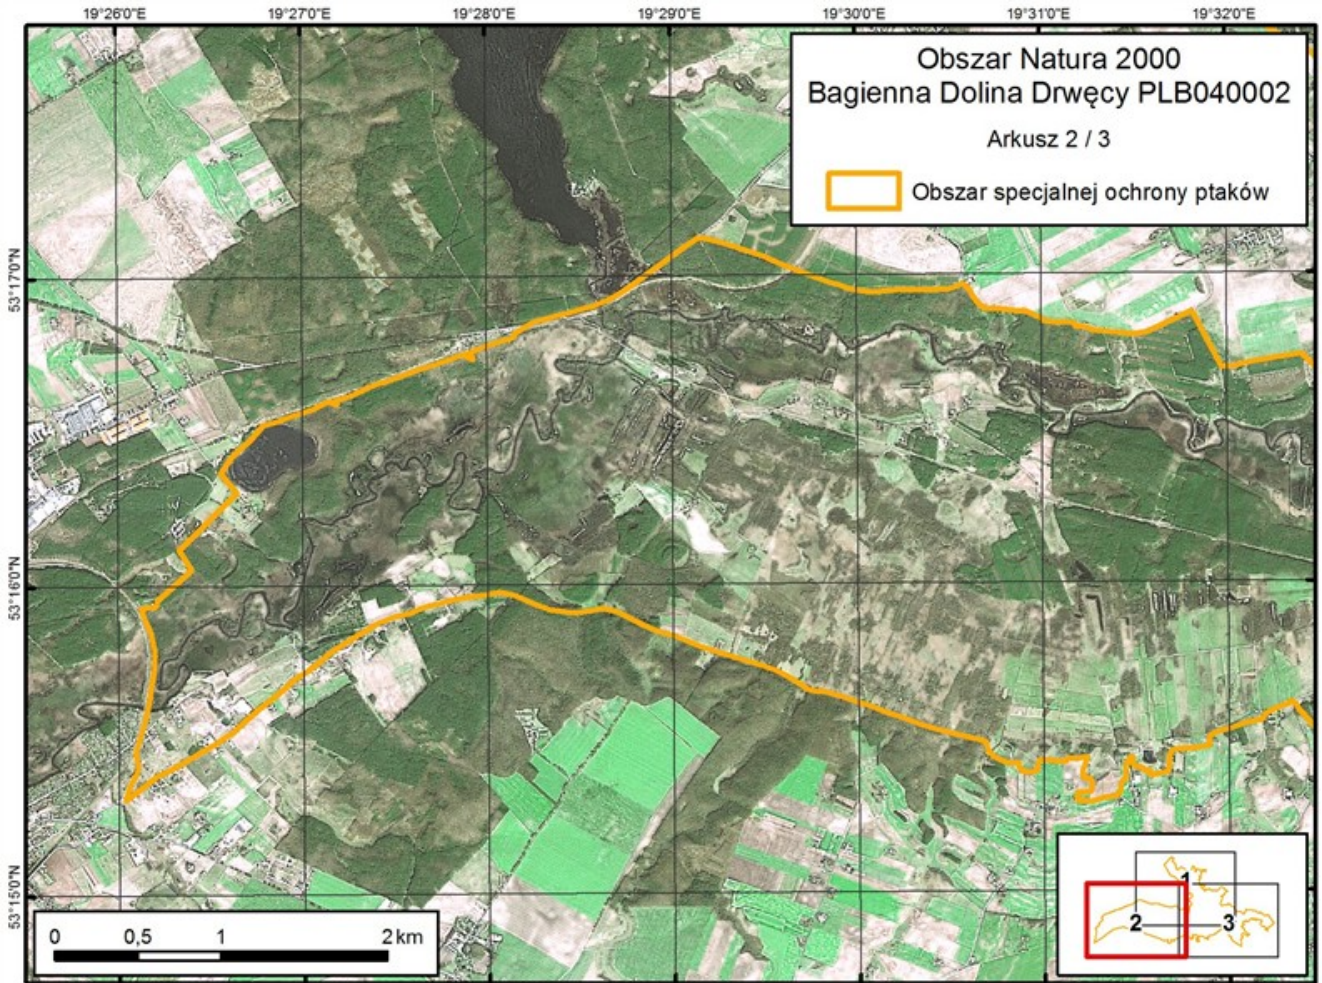 19°26'0"E 19°27'0"E 19°28'0"E 19°29'0"E 19°30'0"E 19°31'0"E 19°32'0"E
Obszar Natura 2000
Bagienna Dolina Drwęcy PLB040002
Arkusz 2 / 3
Obszar specjalnej ochrony ptaków
53°17'0"N
53°16'0"N
53°15'0"N
0 0,5 1 2 km
1
2 3